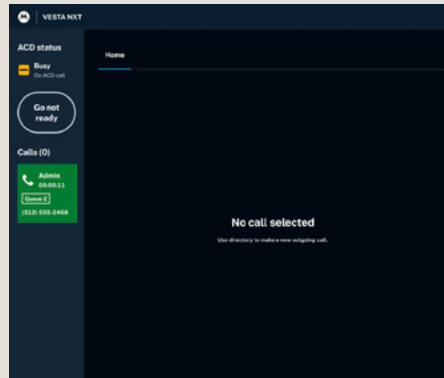 VESTA NXT
ACD status
Busy
On ACD call
Go not
ready
Calls (0)
Admin
00:00:11
Queue 2
(312) 555-2468
Home
No call selected
Use directory to make a new outgoing call.